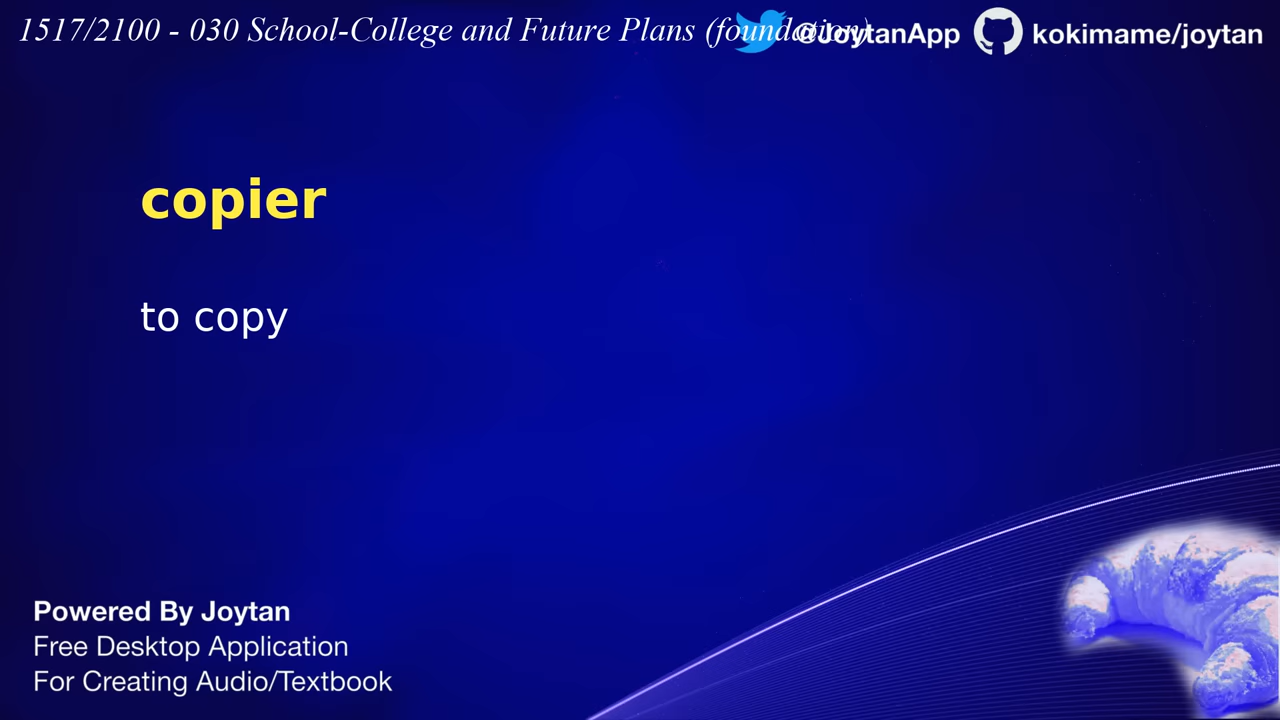 1517/2100 - 030 School-College and Future Plans (foundation)
@JoytanApp
kokimame/joytan
copier
to copy
Powered By Joytan
Free Desktop Application
For Creating Audio/Textbook